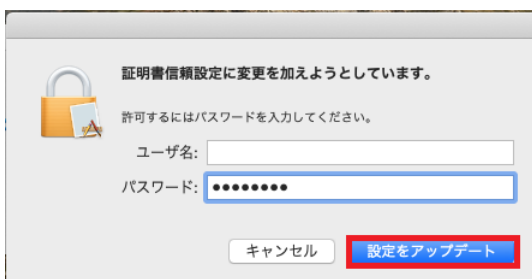 証明書信頼設定に変更を加えようとしています。
許可するにはパスワードを入力してください。
ユーザ名:
パスワード: ●●●●●●●●
キャンセル 設定をアップデート